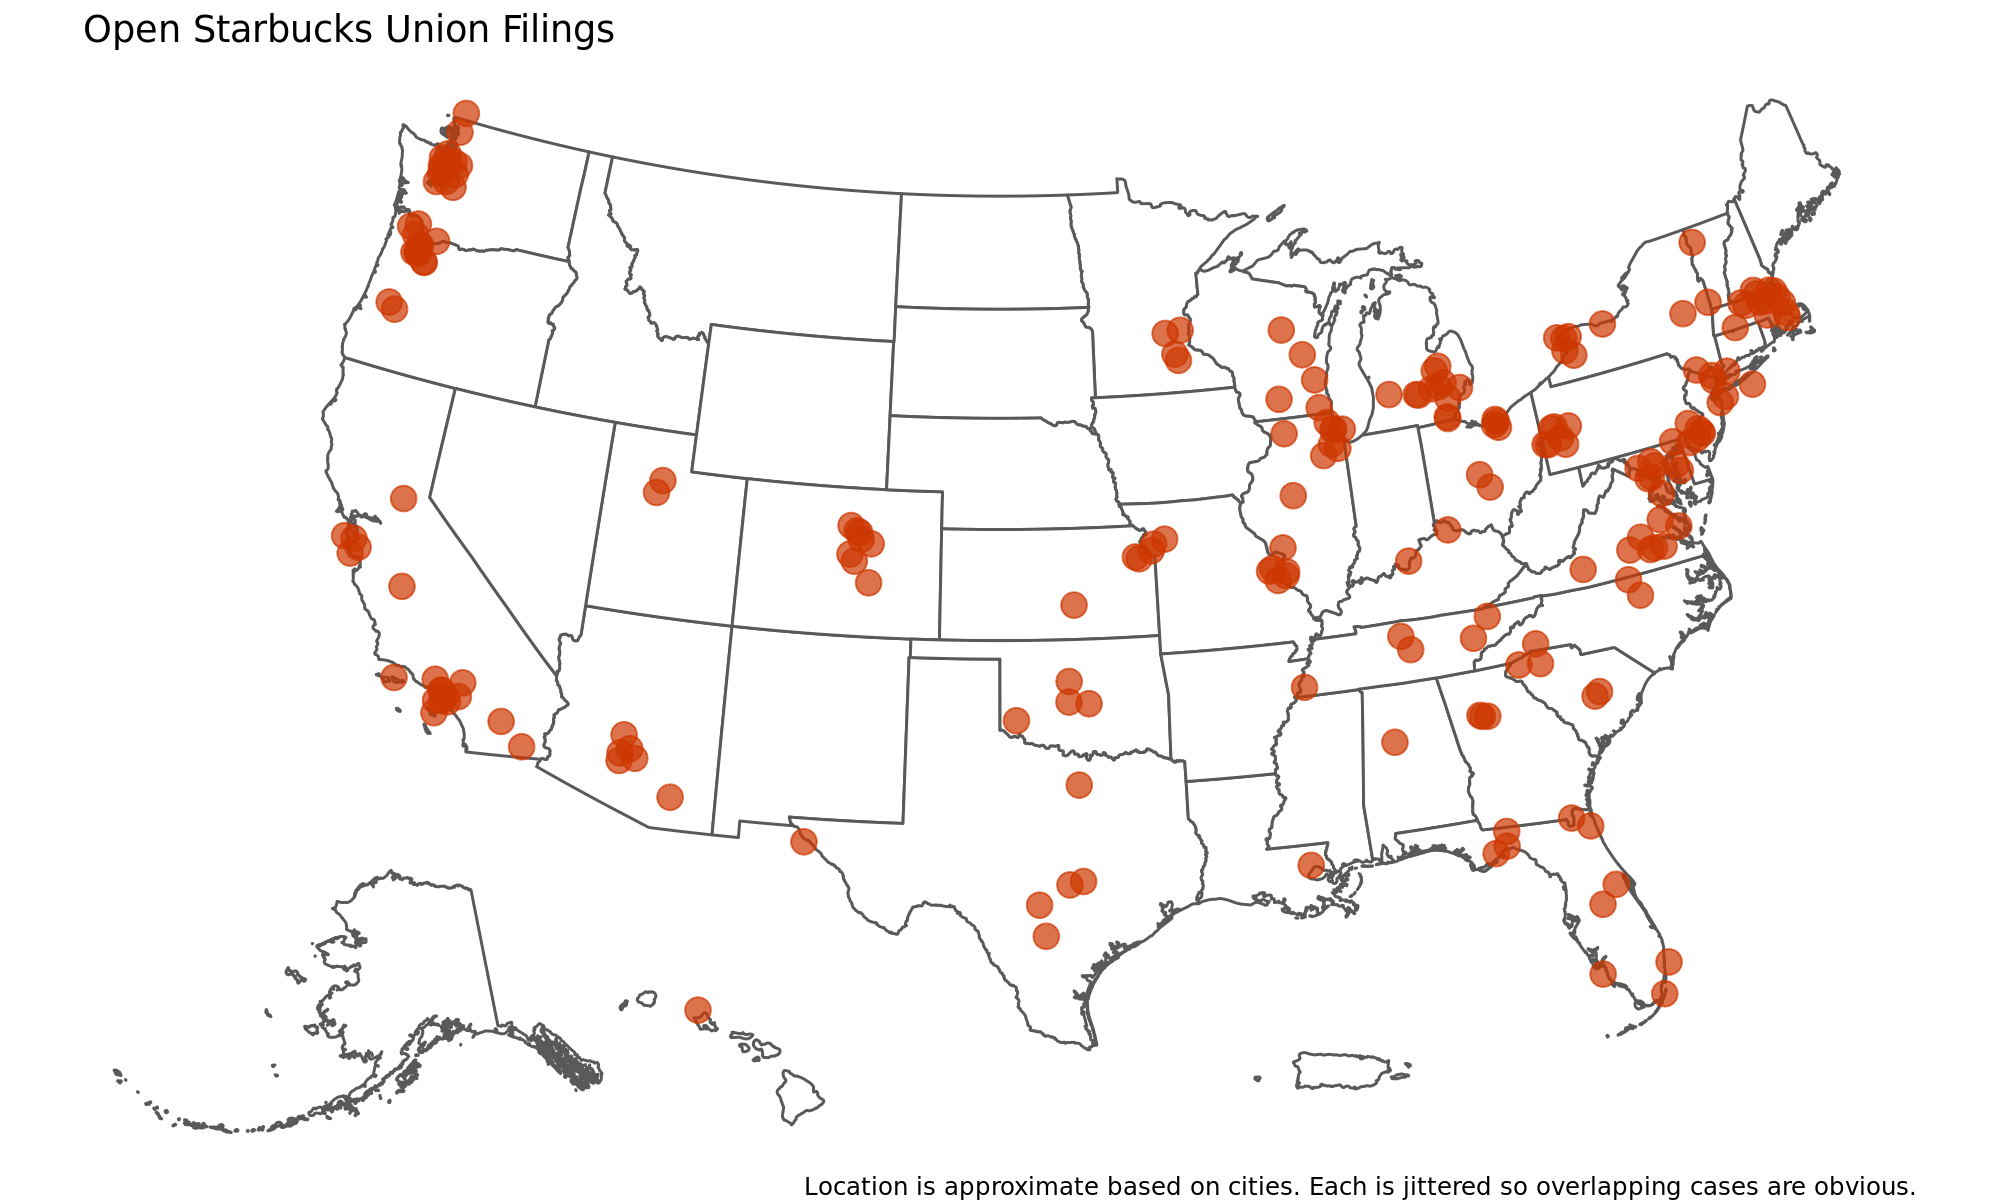 Open Starbucks Union Filings
Location is approximate based on cities. Each is jittered so overlapping cases are obvious.